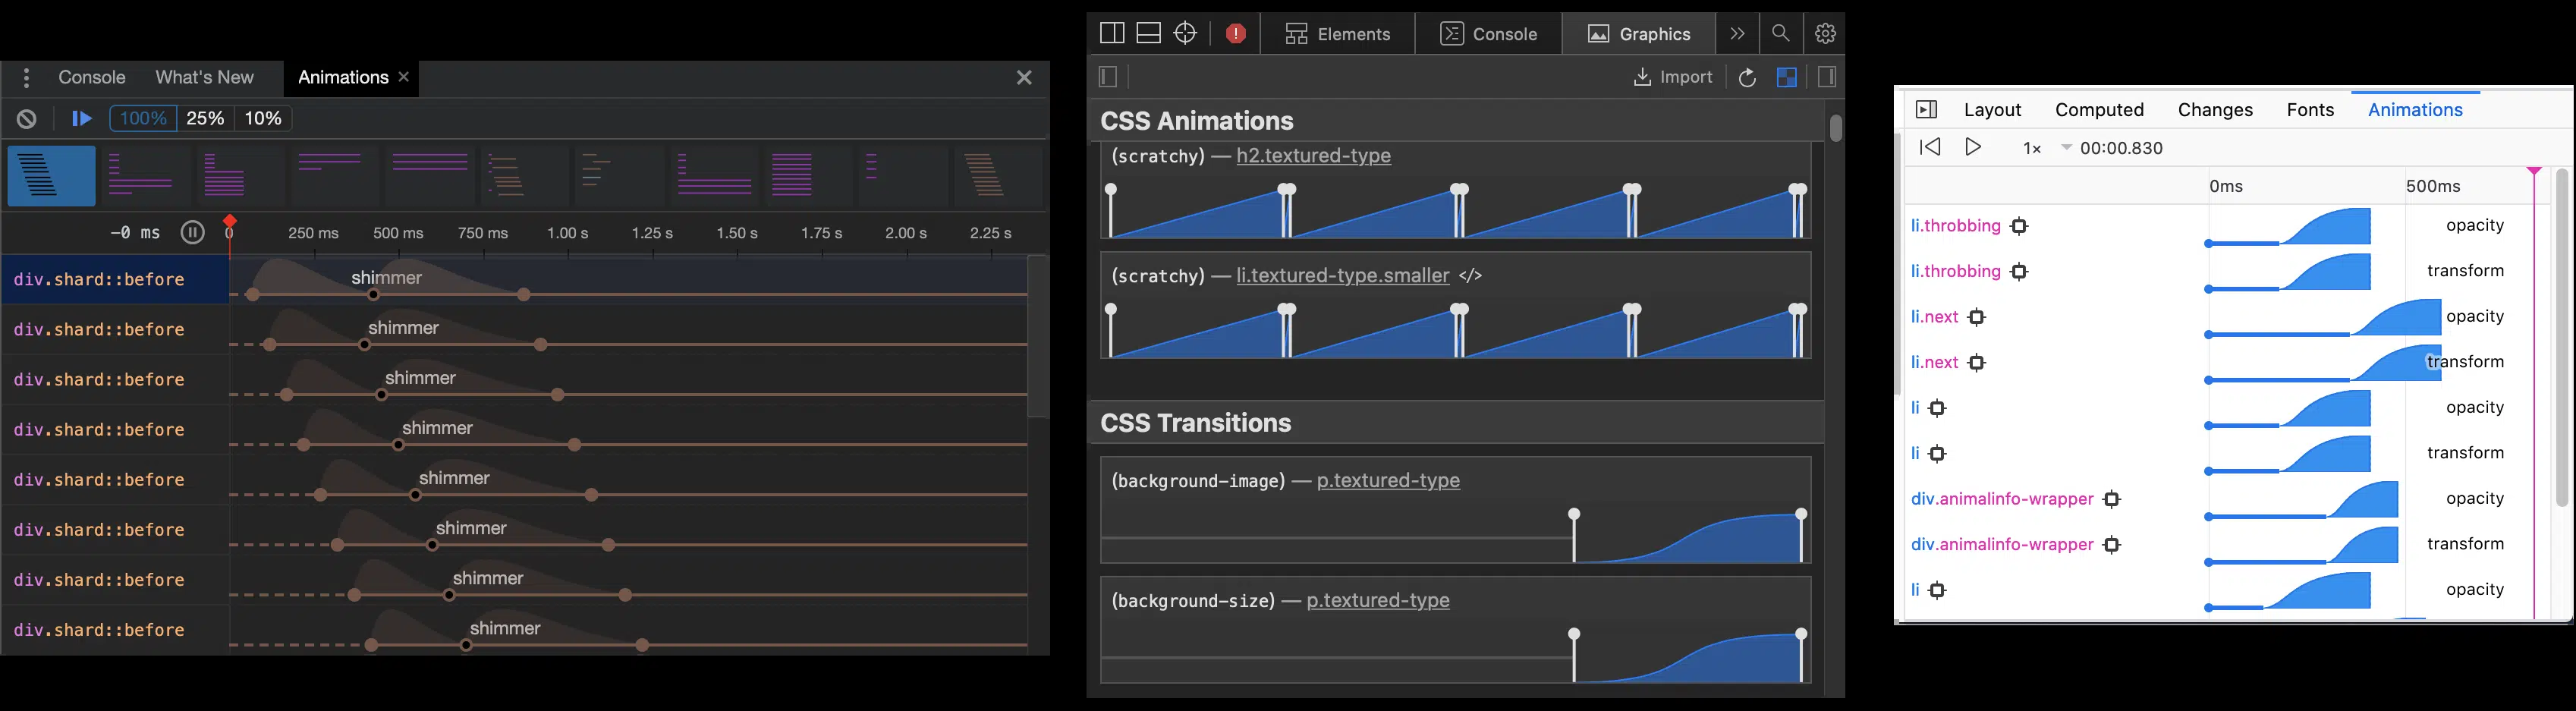 Console What's New Animations ×
100% 25% 10%
-0 ms 0 250 ms 500 ms 750 ms 1.00 s 1.25 s 1.50 s 1.75 s 2.00 s 2.25 s
div.shard::before shimmer
div.shard::before shimmer
div.shard::before shimmer
div.shard::before shimmer
div.shard::before shimmer
div.shard::before shimmer
div.shard::before shimmer
div.shard::before shimmer
Elements Console Graphics
Import
CSS Animations
(scratchy) — h2.textured-type
(scratchy) — li.textured-type.smaller </>
CSS Transitions
(background-image) — p.textured-type
(background-size) — p.textured-type
Layout Computed Changes Fonts Animations
1× 00:00.830
0ms 500ms
li.throbbing opacity
li.throbbing transform
li.next opacity
li.next transform
li opacity
li transform
div.animalinfo-wrapper opacity
div.animalinfo-wrapper transform
li opacity